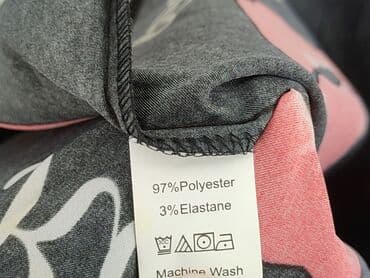 97%Polyester
3%Elastane
Machine Wash